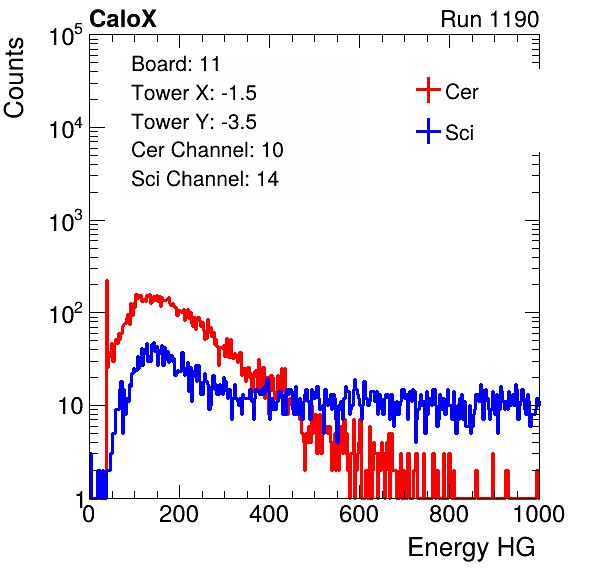 CaloX Run 1190
Counts
Board: 11
Tower X: -1.5
Tower Y: -3.5
Cer Channel: 10
Sci Channel: 14
Cer
Sci
10^5
10^4
10^3
10^2
10
1
0 200 400 600 800 1000
Energy HG